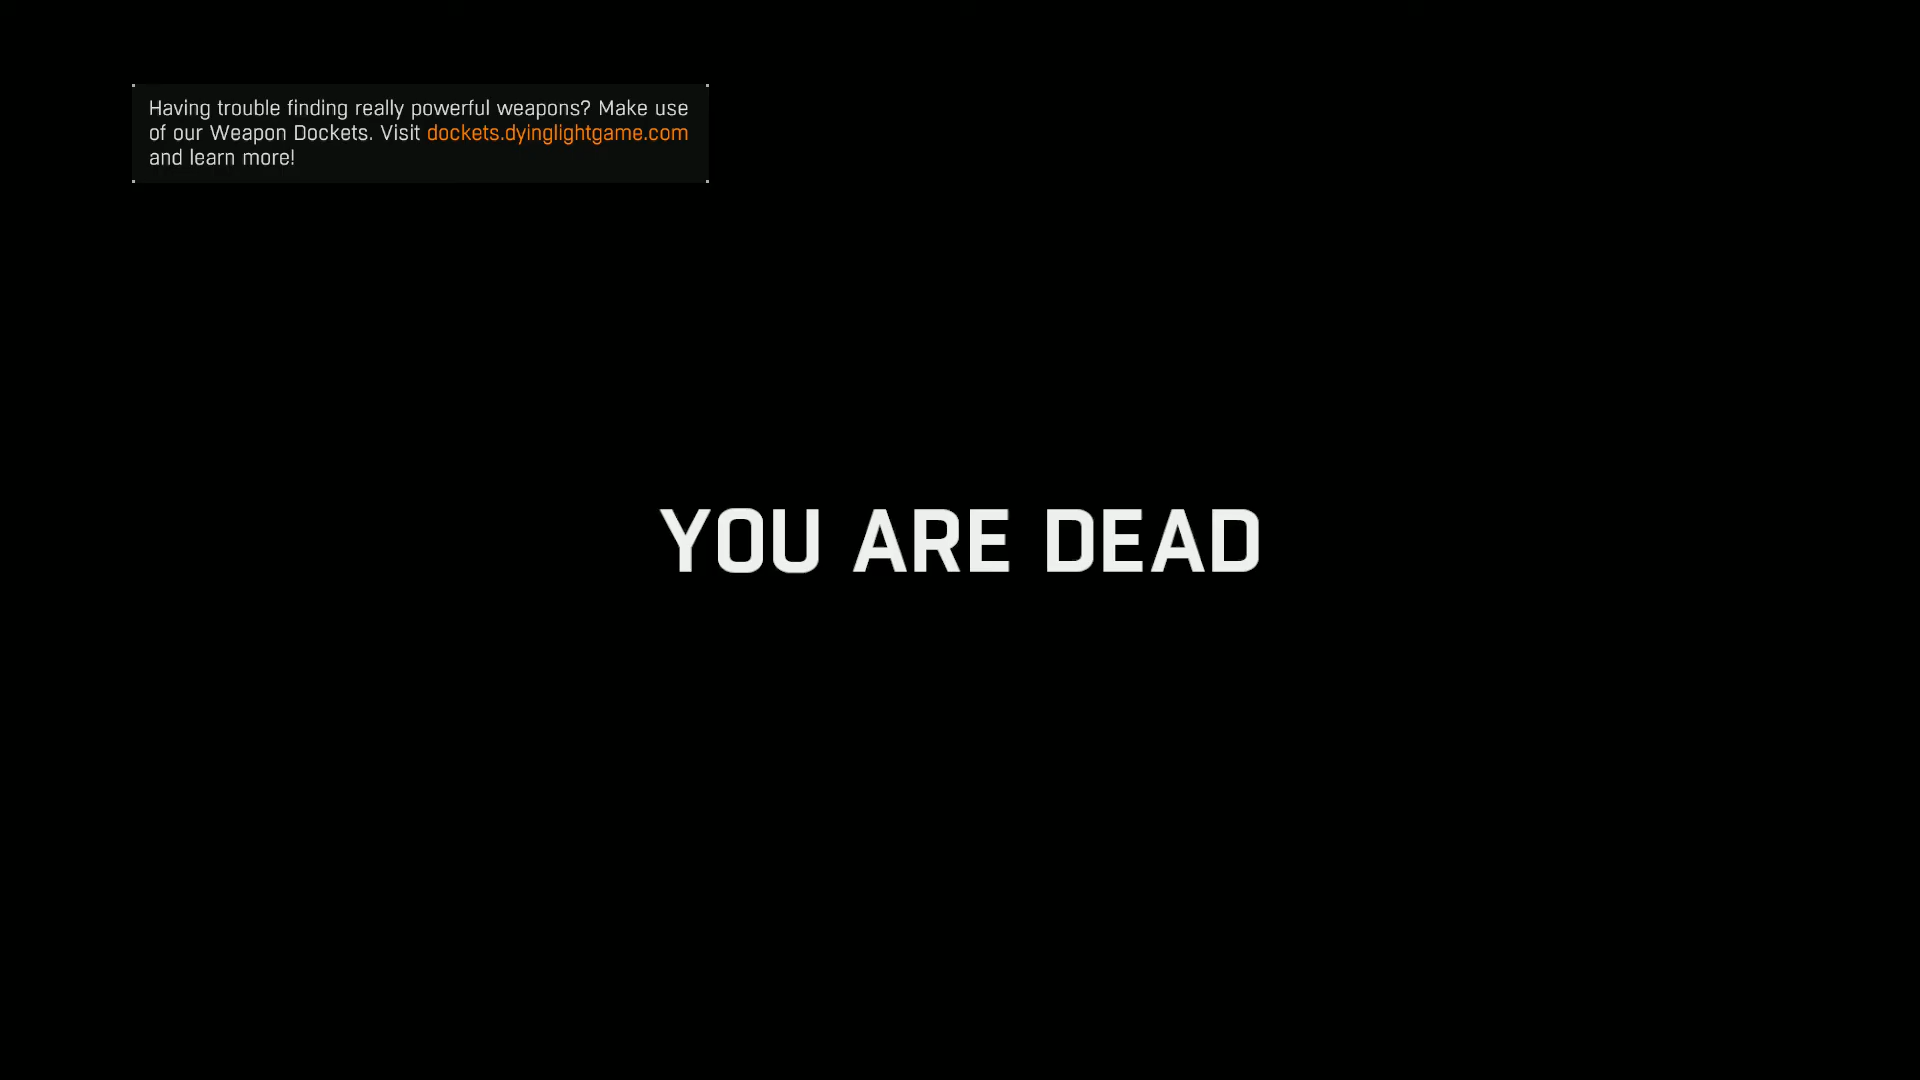 Having trouble finding really powerful weapons? Make use
of our Weapon Dockets. Visit dockets.dyinglightgame.com
and learn more!
YOU ARE DEAD